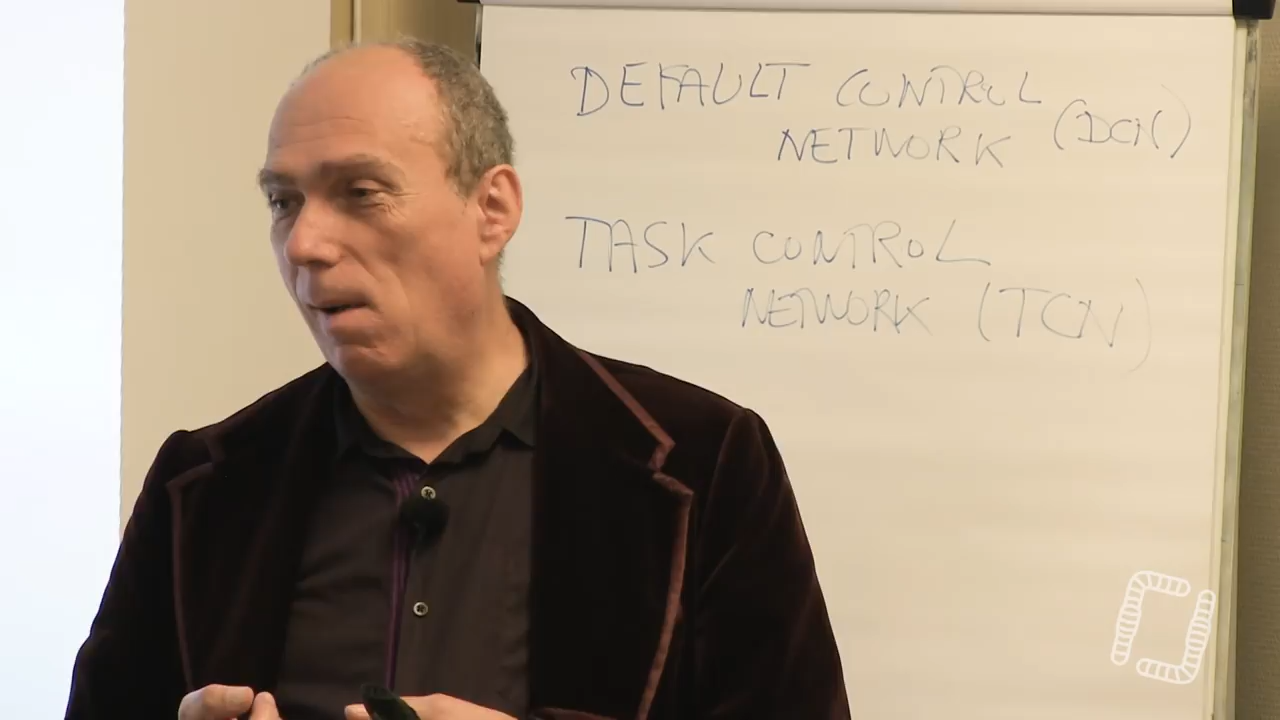 DEFAULT CONTROL
NETWORK (DCN)
TASK CONTROL
NETWORK (TCN)